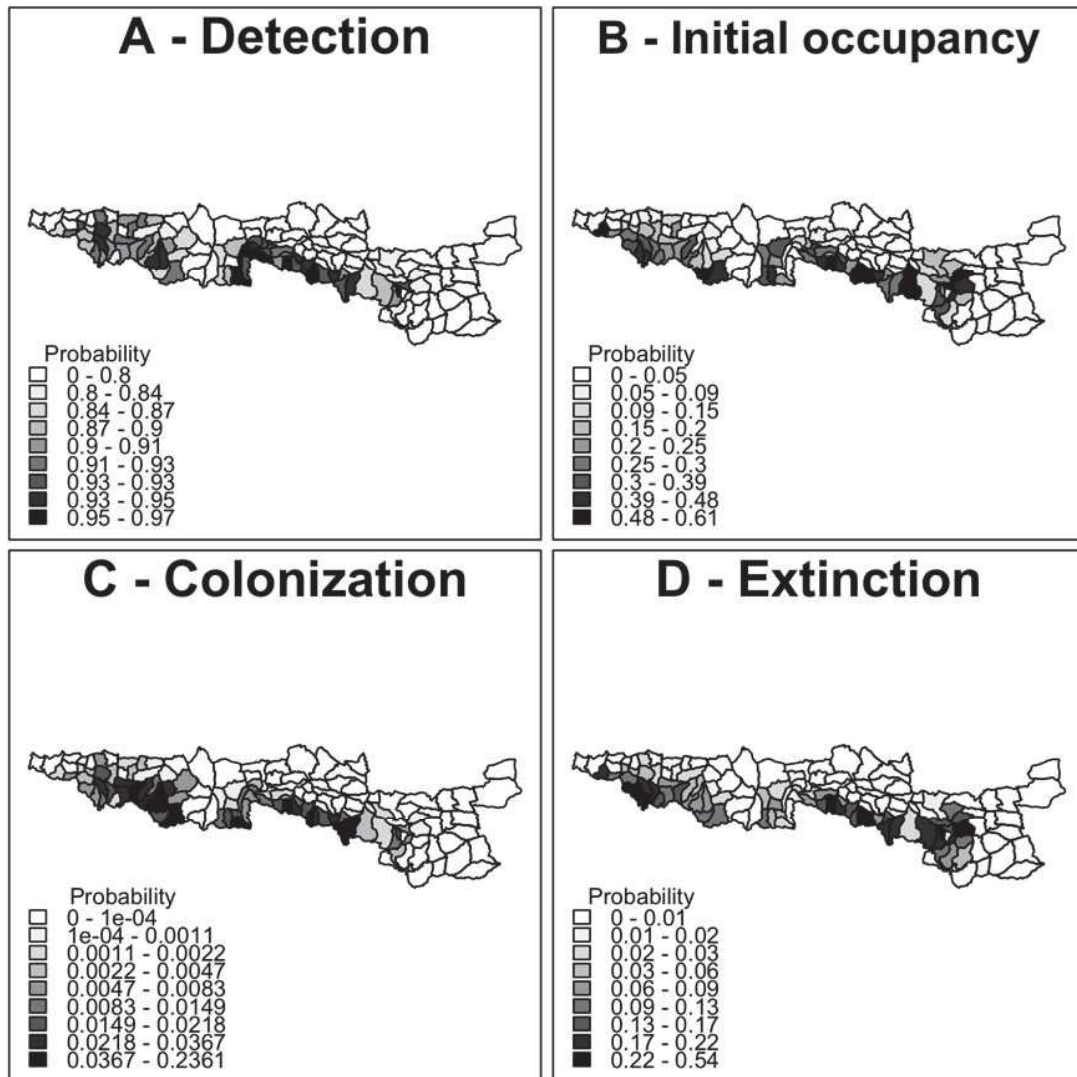 A - Detection
Probability
0 - 0.8
0.8 - 0.84
0.84 - 0.87
0.87 - 0.9
0.9 - 0.91
0.91 - 0.93
0.93 - 0.93
0.93 - 0.95
0.95 - 0.97
B - Initial occupancy
Probability
0 - 0.05
0.05 - 0.09
0.09 - 0.15
0.15 - 0.2
0.2 - 0.25
0.25 - 0.3
0.3 - 0.39
0.39 - 0.48
0.48 - 0.61
C - Colonization
Probability
0 - 1e-04
1e-04 - 0.0011
0.0011 - 0.0022
0.0022 - 0.0047
0.0047 - 0.0083
0.0083 - 0.0149
0.0149 - 0.0218
0.0218 - 0.0367
0.0367 - 0.2361
D - Extinction
Probability
0 - 0.01
0.01 - 0.02
0.02 - 0.03
0.03 - 0.06
0.06 - 0.09
0.09 - 0.13
0.13 - 0.17
0.17 - 0.22
0.22 - 0.54